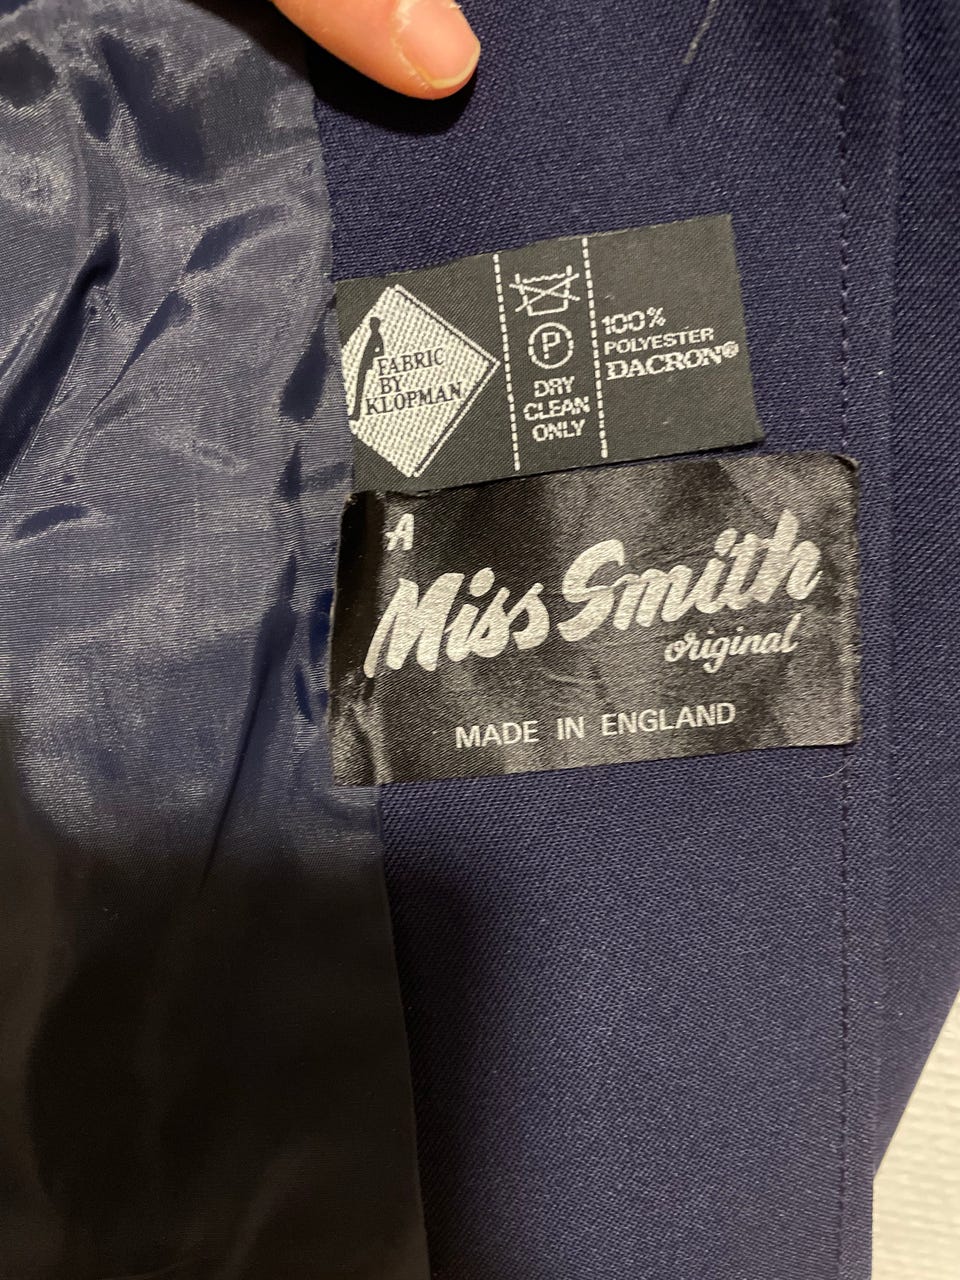 FABRIC
BY
KLOPMAN
P
DRY
CLEAN
ONLY
100%
POLYESTER
DACRON®
A
Miss Smith
original
MADE IN ENGLAND